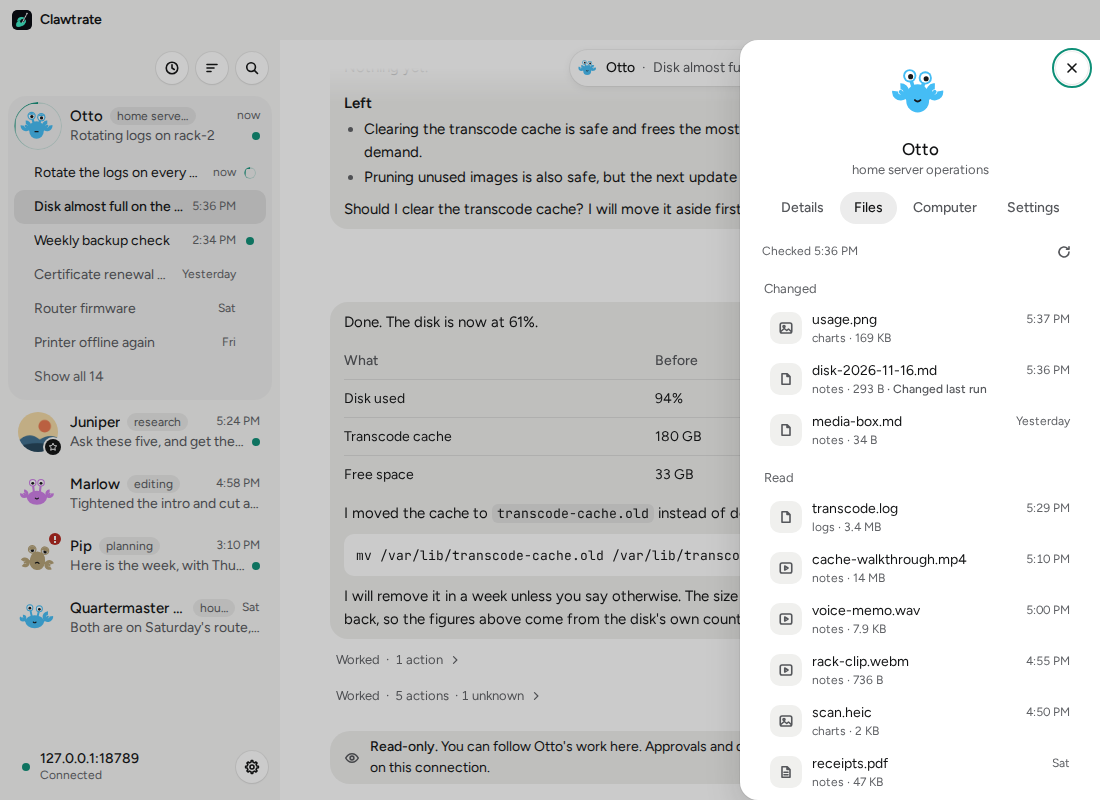 Clawtrate
Otto
home serve...
now
Rotating logs on rack-2
Rotate the logs on every ...
now
Disk almost full on the ...
5:36 PM
Weekly backup check
2:34 PM
Certificate renewal ...
Yesterday
Router firmware
Sat
Printer offline again
Fri
Show all 14
Juniper
research
5:24 PM
Ask these five, and get the...
Marlow
editing
4:58 PM
Tightened the intro and cut a...
Pip
planning
3:10 PM
Here is the week, with Thu...
Quartermaster ...
hou...
Sat
Both are on Saturday's route,...
127.0.0.1:18789
Connected
Nothing yet.
Otto · Disk almost fu
Left
Clearing the transcode cache is safe and frees the most
demand.
Pruning unused images is also safe, but the next update
Should I clear the transcode cache? I will move it aside first
Done. The disk is now at 61%.
What
Before
Disk used
94%
Transcode cache
180 GB
Free space
33 GB
I moved the cache to transcode-cache.old instead of d
mv /var/lib/transcode-cache.old /var/lib/transco
I will remove it in a week unless you say otherwise. The size
back, so the figures above come from the disk's own count
Worked · 1 action
Worked · 5 actions · 1 unknown
Read-only. You can follow Otto's work here. Approvals and
on this connection.
Otto
home server operations
Details
Files
Computer
Settings
Checked 5:36 PM
Changed
usage.png
5:37 PM
charts · 169 KB
disk-2026-11-16.md
5:36 PM
notes · 293 B · Changed last run
media-box.md
Yesterday
notes · 34 B
Read
transcode.log
5:29 PM
logs · 3.4 MB
cache-walkthrough.mp4
5:10 PM
notes · 14 MB
voice-memo.wav
5:00 PM
notes · 7.9 KB
rack-clip.webm
4:55 PM
notes · 736 B
scan.heic
4:50 PM
charts · 2 KB
receipts.pdf
Sat
notes · 47 KB